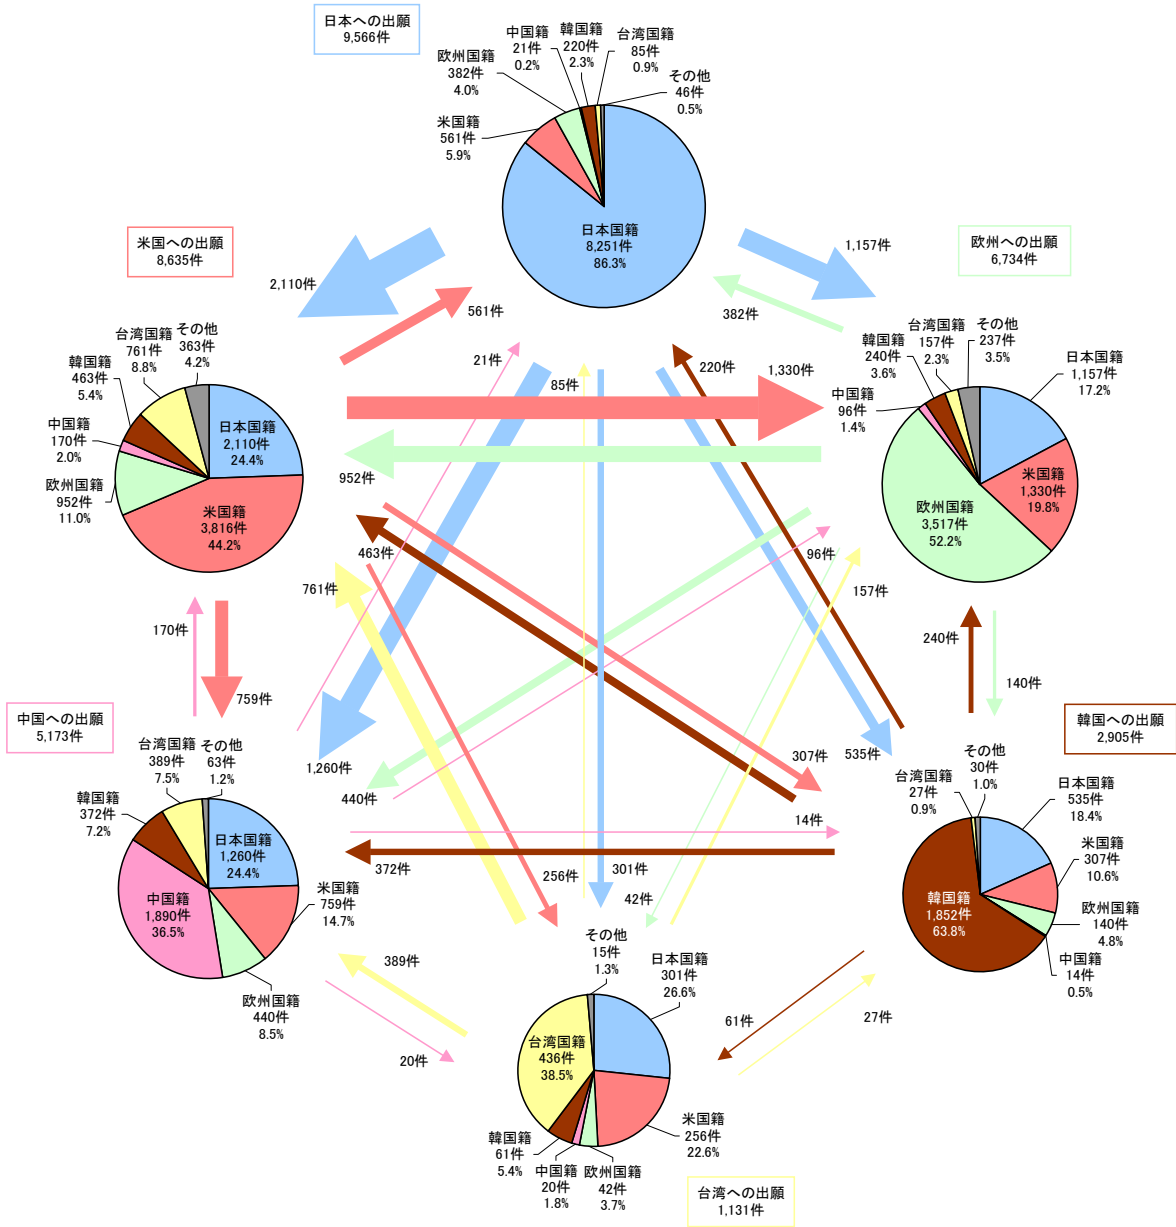 日本への出願
9,566件
欧州国籍
382件
4.0%
中国籍
21件
0.2%
韓国籍
220件
2.3%
台湾国籍
85件
0.9%
その他
46件
0.5%
米国籍
561件
5.9%
日本国籍
8,251件
86.3%
米国への出願
8,635件
欧州への出願
6,734件
2,110件
561件
1,157件
382件
台湾国籍
761件
8.8%
その他
363件
4.2%
韓国籍
463件
5.4%
中国籍
170件
2.0%
欧州国籍
952件
11.0%
日本国籍
2,110件
24.4%
米国籍
3,816件
44.2%
21件
85件
220件
1,330件
952件
463件
761件
96件
157件
台湾国籍
157件
2.3%
その他
237件
3.5%
韓国籍
240件
3.6%
中国籍
96件
1.4%
日本国籍
1,157件
17.2%
米国籍
1,330件
19.8%
欧州国籍
3,517件
52.2%
170件
759件
240件
140件
中国への出願
5,173件
韓国への出願
2,905件
1,260件
440件
307件
535件
14件
372件
256件
301件
42件
台湾国籍
389件
7.5%
その他
63件
1.2%
韓国籍
372件
7.2%
日本国籍
1,260件
24.4%
米国籍
759件
14.7%
中国籍
1,890件
36.5%
欧州国籍
440件
8.5%
その他
30件
1.0%
台湾国籍
27件
0.9%
日本国籍
535件
18.4%
米国籍
307件
10.6%
欧州国籍
140件
4.8%
中国籍
14件
0.5%
韓国籍
1,852件
63.8%
389件
20件
61件
27件
その他
15件
1.3%
日本国籍
301件
26.6%
台湾国籍
436件
38.5%
米国籍
256件
22.6%
韓国籍
61件
5.4%
中国籍
20件
1.8%
欧州国籍
42件
3.7%
台湾への出願
1,131件